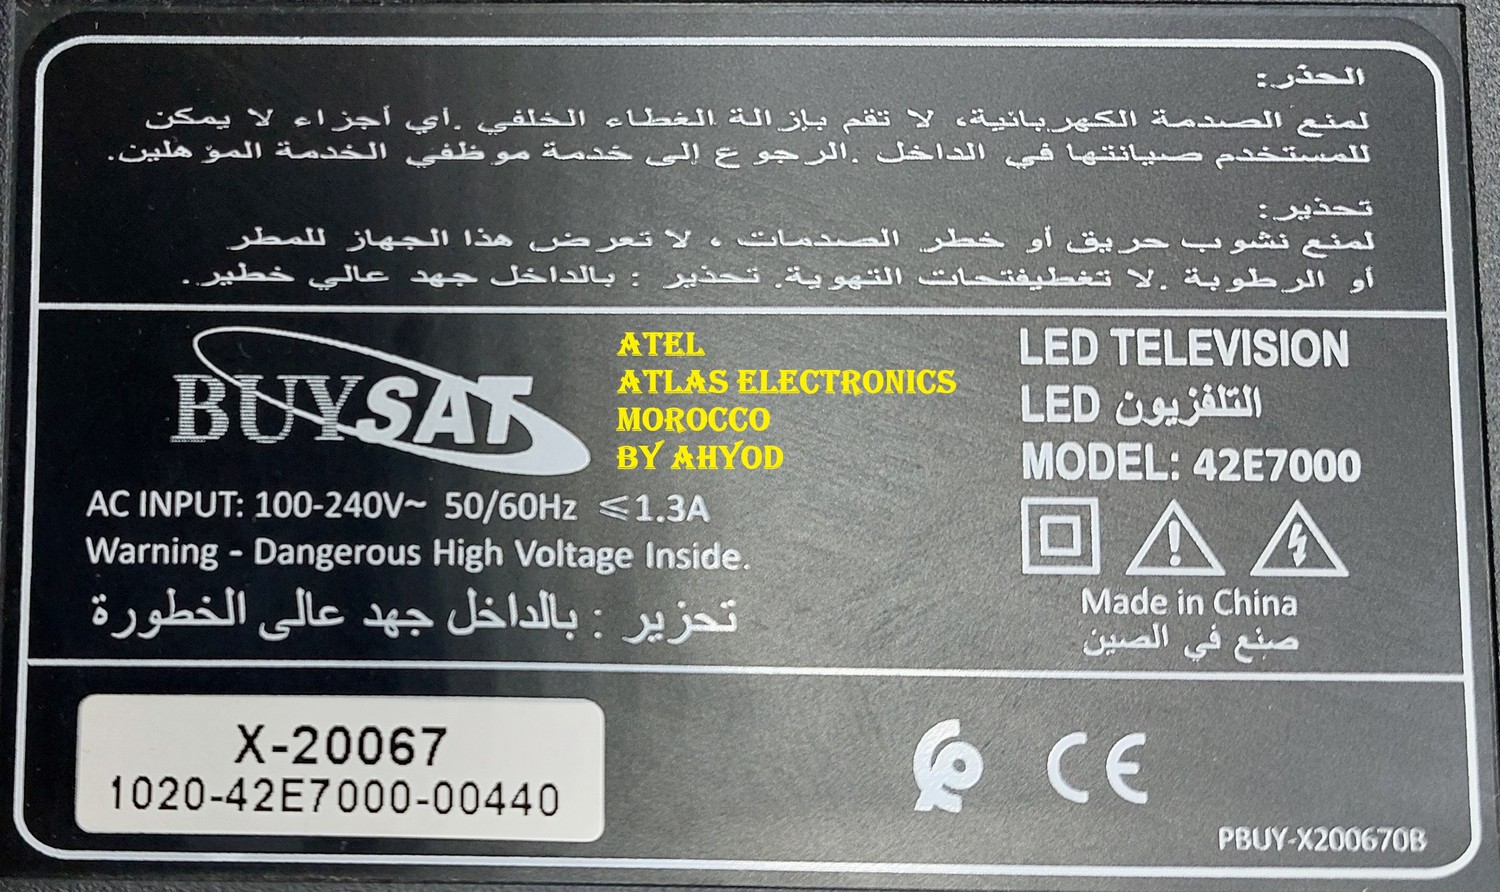 الحذر:
لمنع الصدمة الكهربائية، لا تقم بإزالة الغطاء الخلفي .أي أجزاء لا يمكن
للمستخدم صيانتها في الداخل .الرجوع إلى خدمة موظفي الخدمة المؤهلين.
تحذير:
لمنع نشوب حريق أو خطر الصدمات ، لا تعرض هذا الجهاز للمطر
أو الرطوبة .لا تغطيفتحات التهوية. تحذير : بالداخل جهد عالي خطير..
BUYSAT
ATEL
ATLAS ELECTRONICS
MOROCCO
BY AHYOD
AC INPUT: 100-240V~ 50/60Hz ≤1.3A
Warning - Dangerous High Voltage Inside.
تحزير : بالداخل جهد عالى الخطورة
LED TELEVISION
LED التلفزيون
MODEL: 42E7000
Made in China
صنع في الصين
X-20067
1020-42E7000-00440
CE
PBUY-X200670B